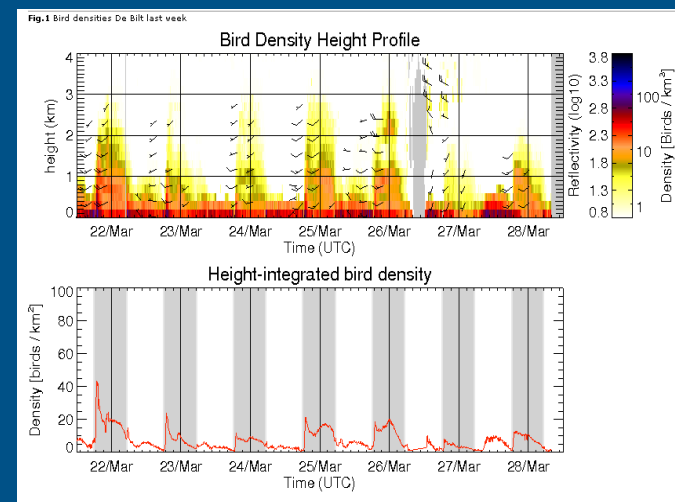 Fig.1 Bird densities De Bilt last week
Bird Density Height Profile
height (km)
4
3
2
1
0
22/Mar 23/Mar 24/Mar 25/Mar 26/Mar 27/Mar 28/Mar
Time (UTC)
Reflectivity (log10)
3.8
3.3
2.8
2.3
1.8
1.3
0.8
100
10
1
Density [Birds / km³]
Height-integrated bird density
Density [birds / km²]
100
80
60
40
20
0
22/Mar 23/Mar 24/Mar 25/Mar 26/Mar 27/Mar 28/Mar
Time (UTC)